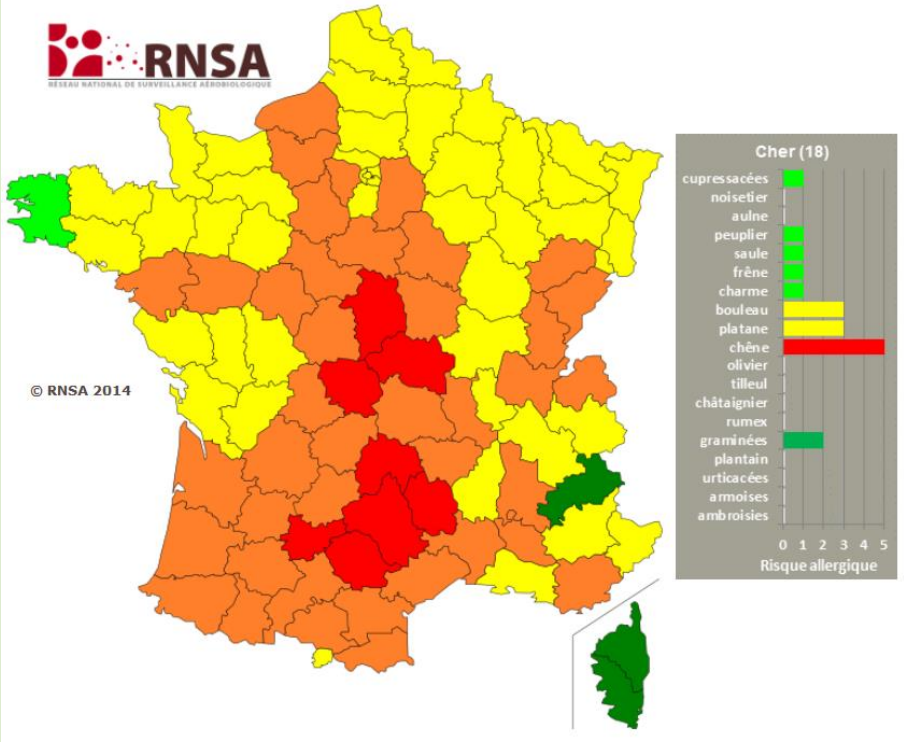 RNSA
RÉSEAU NATIONAL DE SURVEILLANCE AÉROBIOLOGIQUE
© RNSA 2014
Cher (18)
cupressacées
noisetier
aulne
peuplier
saule
frêne
charme
bouleau
platane
chêne
olivier
tilleul
châtaignier
rumex
graminées
plantain
urticacées
armoises
ambroisies
0 1 2 3 4 5
Risque allergique